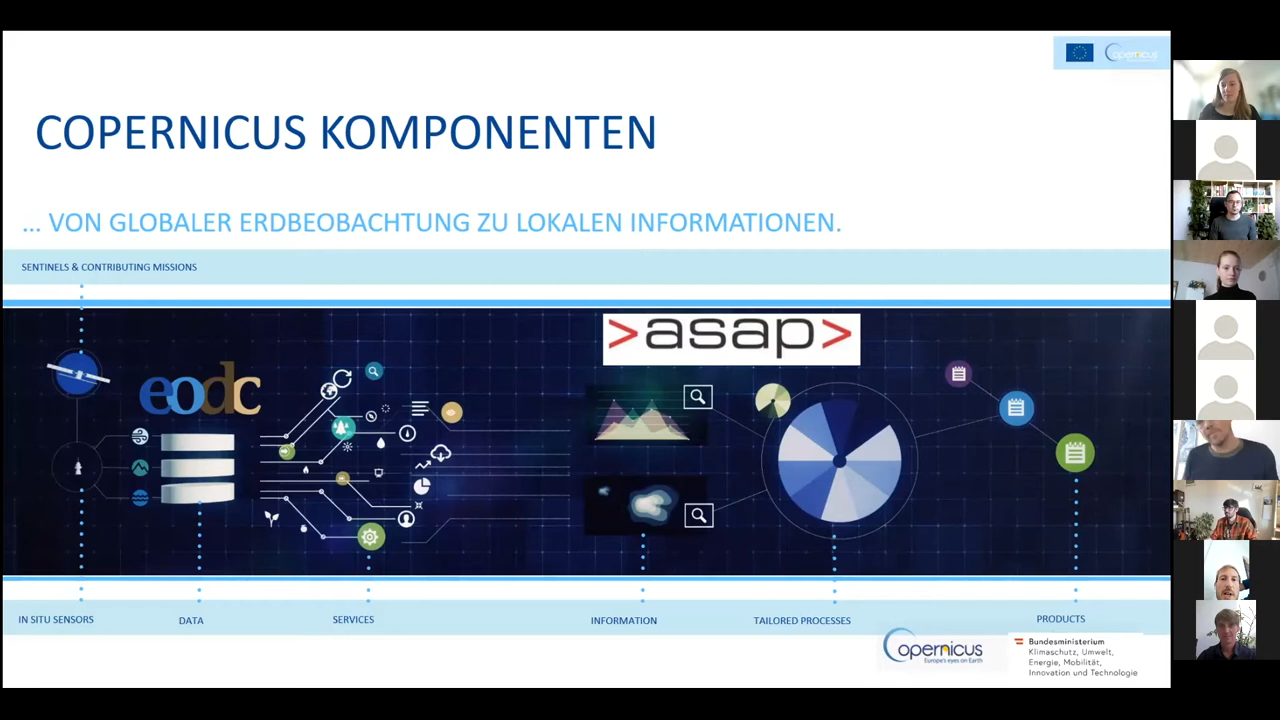 opernicus
COPERNICUS KOMPONENTEN
... VON GLOBALER ERDBEOBACHTUNG ZU LOKALEN INFORMATIONEN.
SENTINELS & CONTRIBUTING MISSIONS
>asap>
eodc
IN SITU SENSORS
DATA
SERVICES
INFORMATION
TAILORED PROCESSES
PRODUCTS
opernicus
Europe's eyes on Earth
Bundesministerium
Klimaschutz, Umwelt,
Energie, Mobilität,
Innovation und Technologie